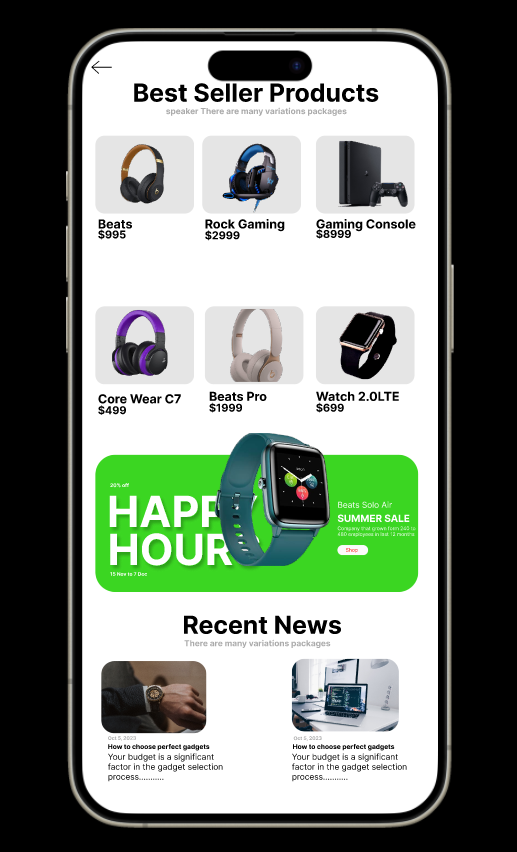 Best Seller Products
speaker There are many variations packages
Beats
$995
Rock Gaming
$2999
Gaming Console
$8999
Core Wear C7
$499
Beats Pro
$1999
Watch 2.0LTE
$699
20% off
HAPPY
HOUR
15 Nov to 7 Dec
Beats Solo Air
SUMMER SALE
Company that grows from 240 to
480 employees in last 12 months
Shop
Recent News
There are many variations packages
Oct 5, 2023
How to choose perfect gadgets
Your budget is a significant
factor in the gadget selection
process..........
Oct 5, 2023
How to choose perfect gadgets
Your budget is a significant
factor in the gadget selection
process..........